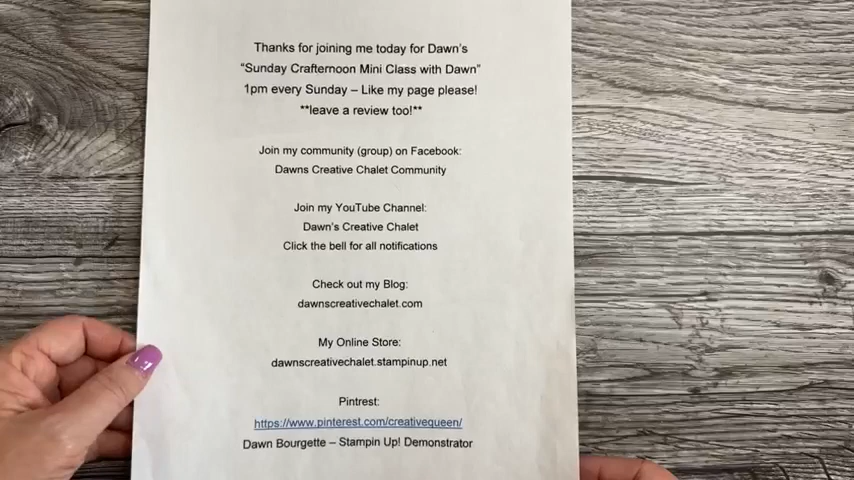 Thanks for joining me today for Dawn's
"Sunday Crafternoon Mini Class with Dawn"
1pm every Sunday – Like my page please!
**leave a review too!**
Join my community (group) on Facebook:
Dawns Creative Chalet Community
Join my YouTube Channel:
Dawn's Creative Chalet
Click the bell for all notifications
Check out my Blog:
dawnscreativechalet.com
My Online Store:
dawnscreativechalet.stampinup.net
Pintrest:
https://www.pinterest.com/creativequeen/
Dawn Bourgette – Stampin Up! Demonstrator